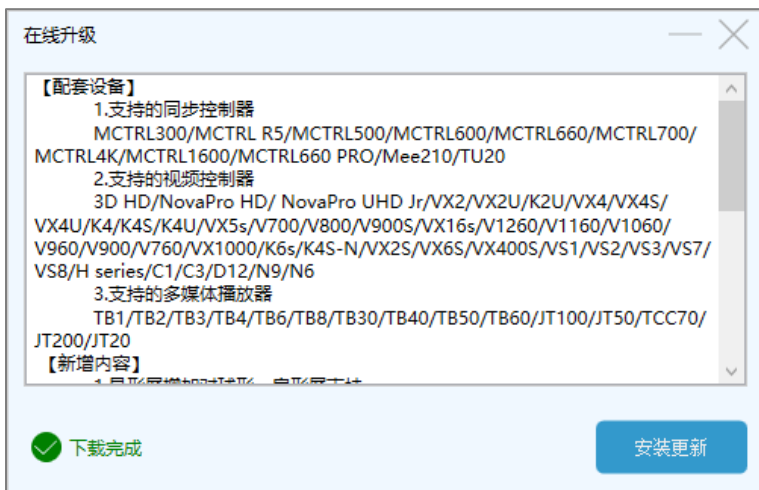 在线升级
【配套设备】
1.支持的同步控制器
MCTRL300/MCTRL R5/MCTRL500/MCTRL600/MCTRL660/MCTRL700/
MCTRL4K/MCTRL1600/MCTRL660 PRO/Mee210/TU20
2.支持的视频控制器
3D HD/NovaPro HD/ NovaPro UHD Jr/VX2/VX2U/K2U/VX4/VX4S/
VX4U/K4/K4S/K4U/VX5s/V700/V800/V900S/VX16s/V1260/V1160/V1060/
V960/V900/V760/VX1000/K6s/K4S-N/VX2S/VX6S/VX400S/VS1/VS2/VS3/VS7/
VS8/H series/C1/C3/D12/N9/N6
3.支持的多媒体播放器
TB1/TB2/TB3/TB4/TB6/TB8/TB30/TB40/TB50/TB60/JT100/JT50/TCC70/
JT200/JT20
【新增内容】
下载完成
安装更新